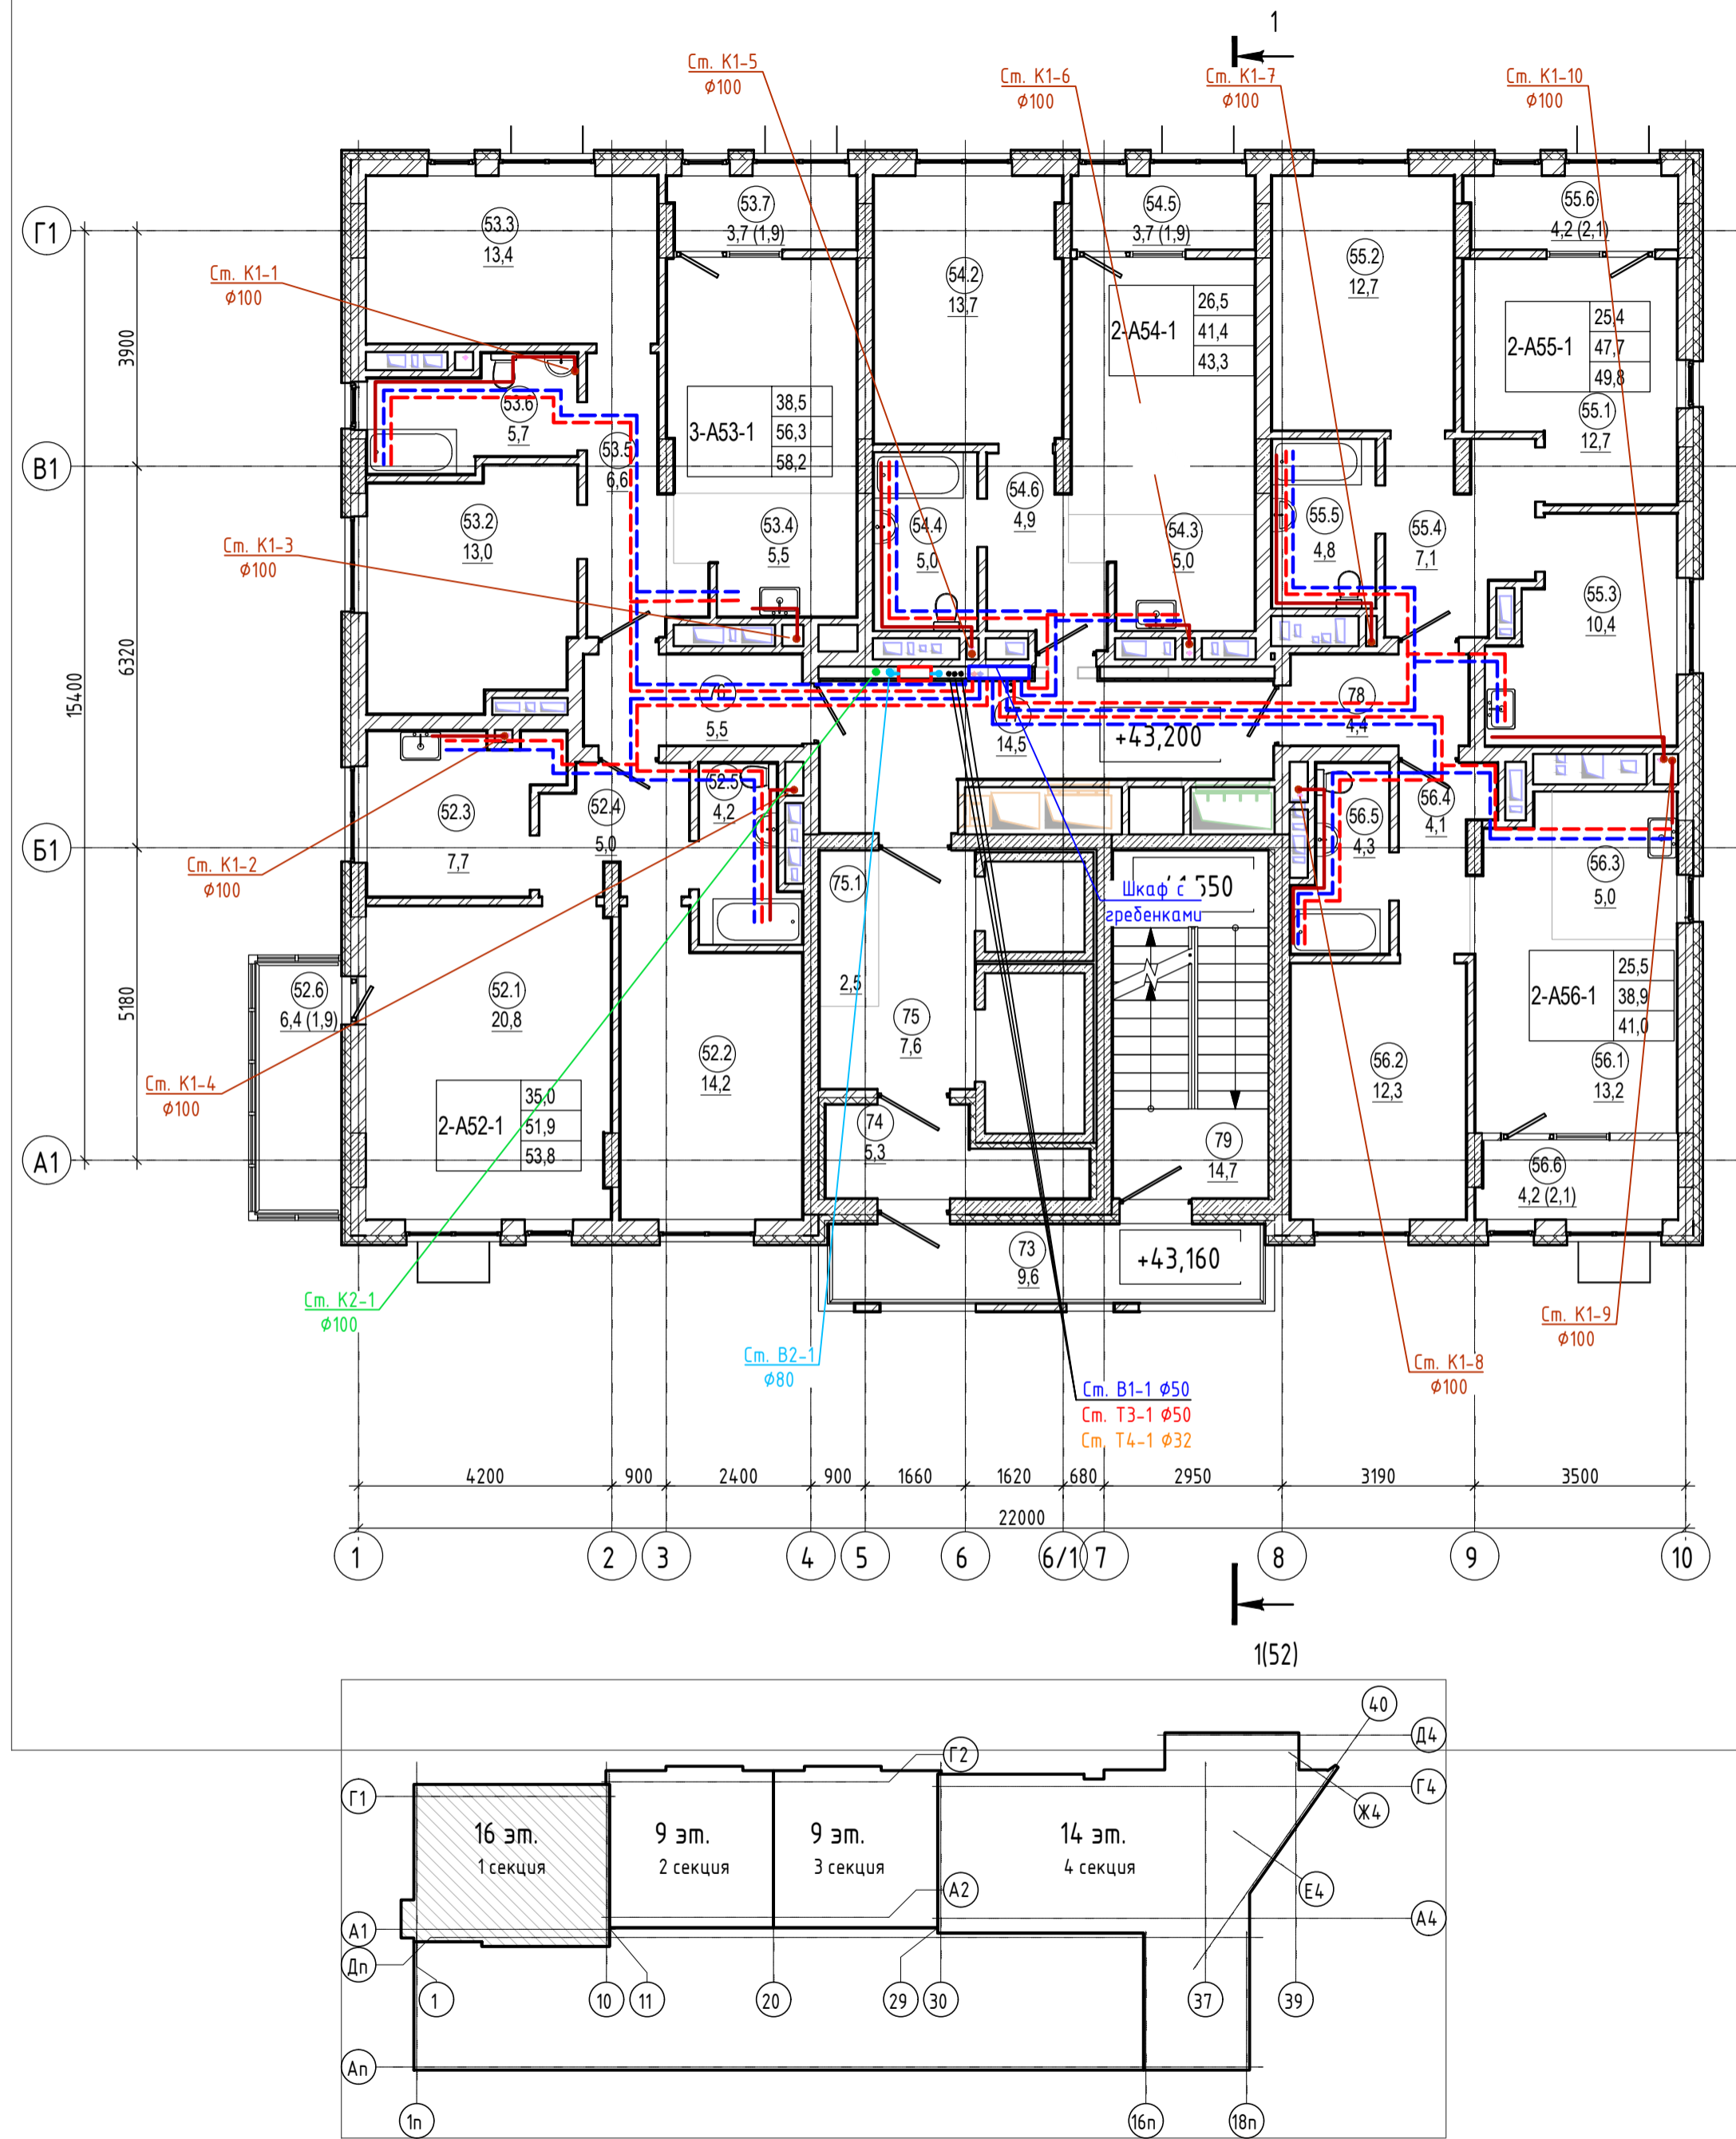 1
Ст. К1-5
ϕ100
Ст. К1-6
ϕ100
Ст. К1-7
ϕ100
Ст. К1-10
ϕ100
Г1
53.3
13,4
53.7
3,7 (1,9)
54.5
3,7 (1,9)
55.6
4,2 (2,1)
Ст. К1-1
ϕ100
54.2
13,7
55.2
12,7
2-А54-1
26,5
41,4
43,3
2-А55-1
25,4
47,7
49,8
3900
53.6
5,7
3-А53-1
38,5
56,3
58,2
55.1
12,7
В1
53.5
6,6
53.2
13,0
53.4
5,5
54.4
5,0
54.6
4,9
54.3
5,0
55.5
4,8
55.4
7,1
Ст. К1-3
ϕ100
55.3
10,4
6320
15400
5,5
14,5
+43,200
78
4,4
52.3
7,7
52.4
5,0
52.5
4,2
56.5
4,3
56.4
4,1
Б1
Ст. К1-2
ϕ100
75.1
2,5
Шкаф с
гребенками
56.3
5,0
5180
52.6
6,4 (1,9)
52.1
20,8
75
7,6
2-А56-1
25,5
38,9
41,0
52.2
14,2
56.2
12,3
56.1
13,2
Ст. К1-4
ϕ100
2-А52-1
35,0
51,9
53,8
74
5,3
79
14,7
А1
56.6
4,2 (2,1)
73
9,6
+43,160
Ст. К2-1
ϕ100
Ст. К1-9
ϕ100
Ст. В2-1
ϕ80
Ст. К1-8
ϕ100
Ст. В1-1 ϕ50
Ст. Т3-1 ϕ50
Ст. Т4-1 ϕ32
4200 900 2400 900 1660 1620 680 2950 3190 3500
22000
1 2 3 4 5 6 6/1 7 8 9 10
1(52)
40
Д4
Г2
Г1
Г4
Ж4
16 эт.
1 секция
9 эт.
2 секция
9 эт.
3 секция
14 эт.
4 секция
А2
Е4
А1
А4
Дп
1 10 11 20 29 30 37 39
Ап
1п 16п 18п